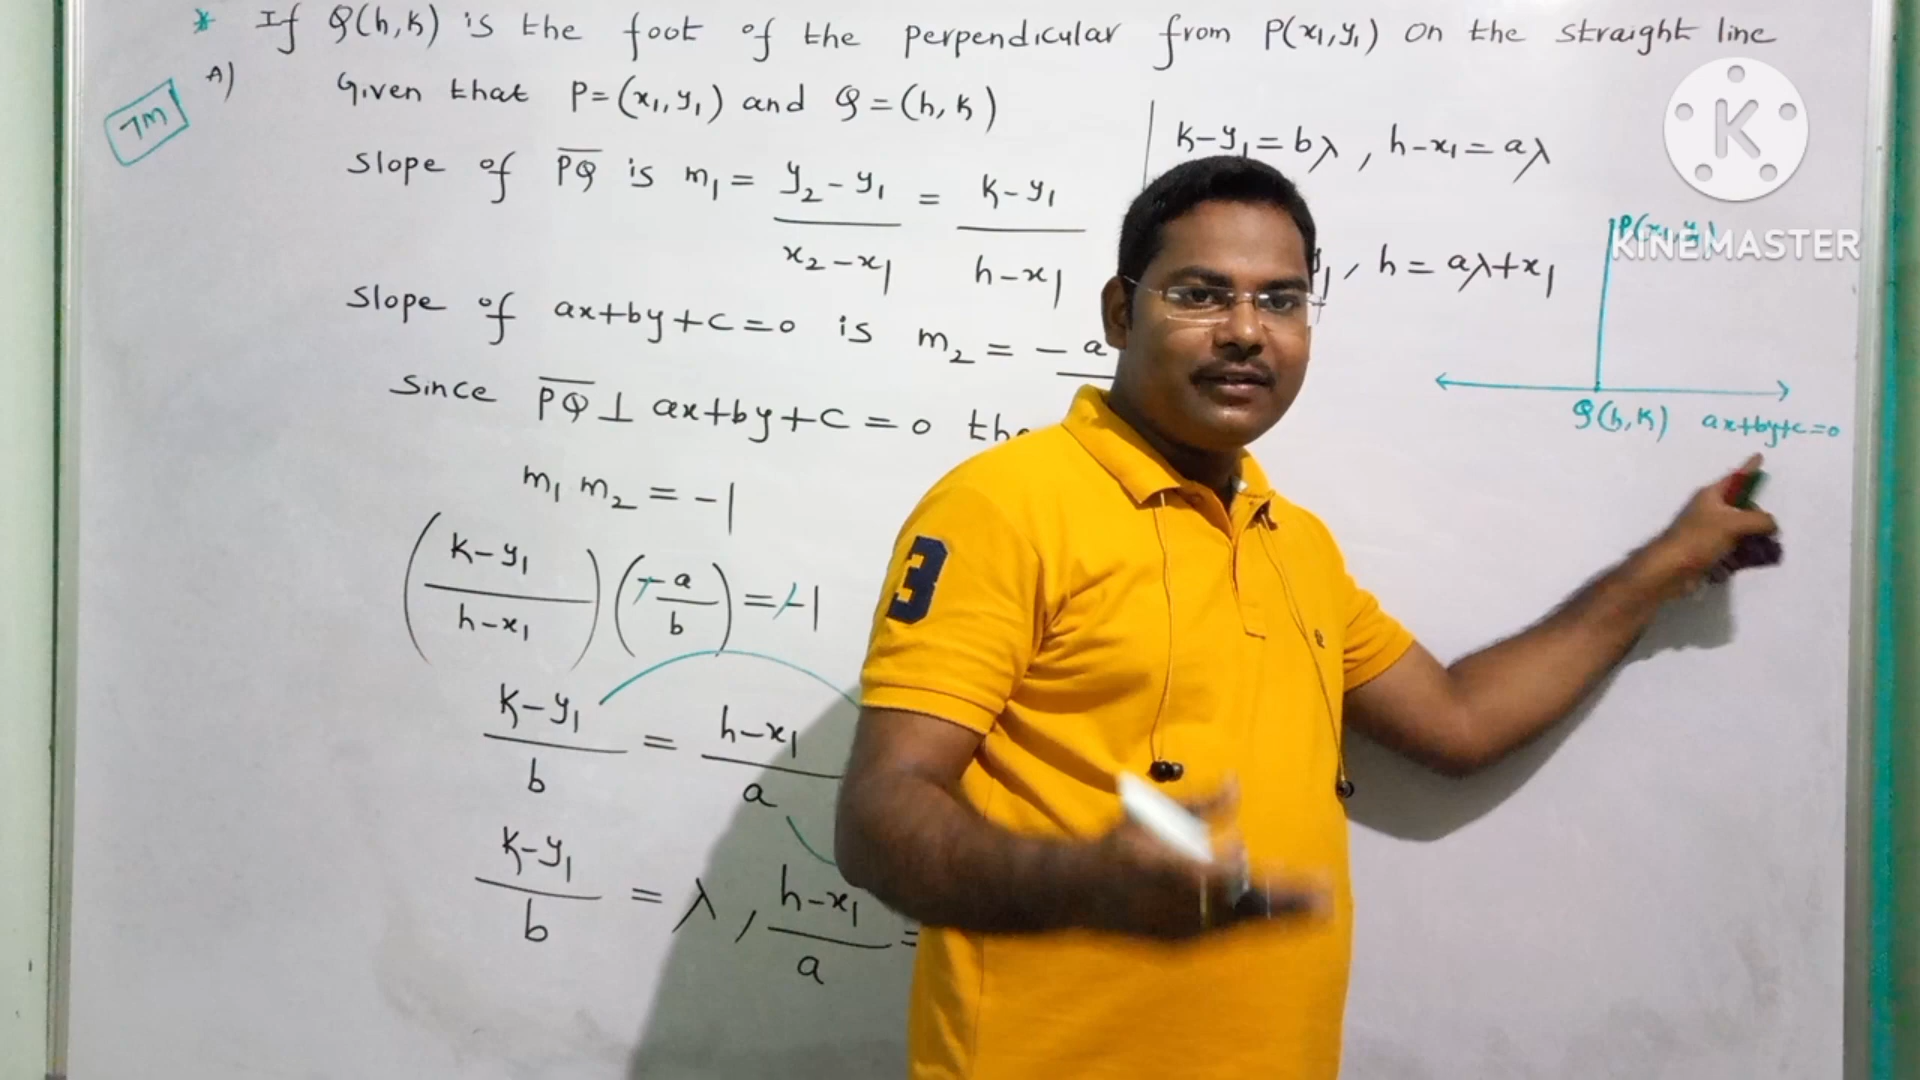 * If Q(h,k) is the foot of the perpendicular from P(x₁,y₁) on the straight line
7M
A) Given that P=(x₁,y₁) and Q=(h,k)
Slope of PQ is m₁ = (y₂-y₁)/(x₂-x₁) = (k-y₁)/(h-x₁)
Slope of ax+by+c=0 is m₂ = -a
Since PQ ⊥ ax+by+c=0
m₁ m₂ = -1
((k-y₁)/(h-x₁)) (-a/b) = -1
(k-y₁)/b = (h-x₁)/a
(k-y₁)/b = λ, (h-x₁)/a =
k-y₁=bλ, h-x₁=aλ
, h=aλ+x₁
P(x₁,y₁)
Q(h,k) ax+by+c=0
K
KINEMASTER
3